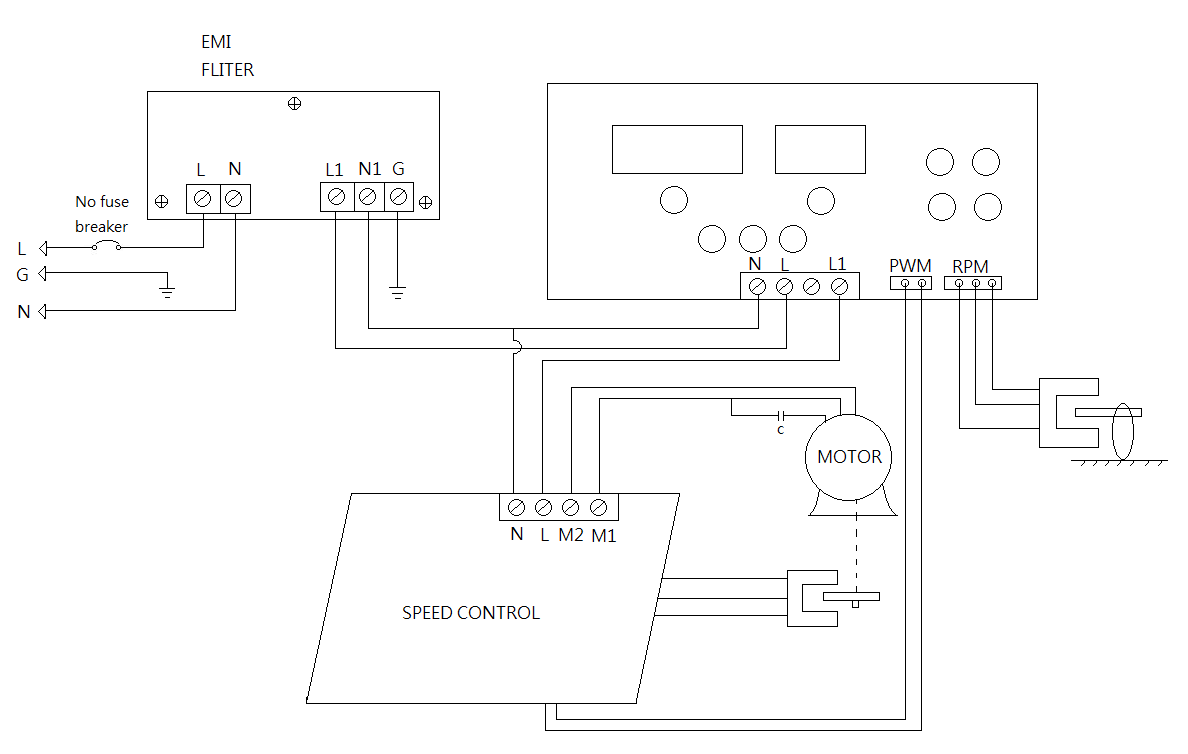 EMI
FLITER
L N
L1 N1 G
No fuse
breaker
L
G
N
N L L1
PWM RPM
c
MOTOR
N L M2 M1
SPEED CONTROL